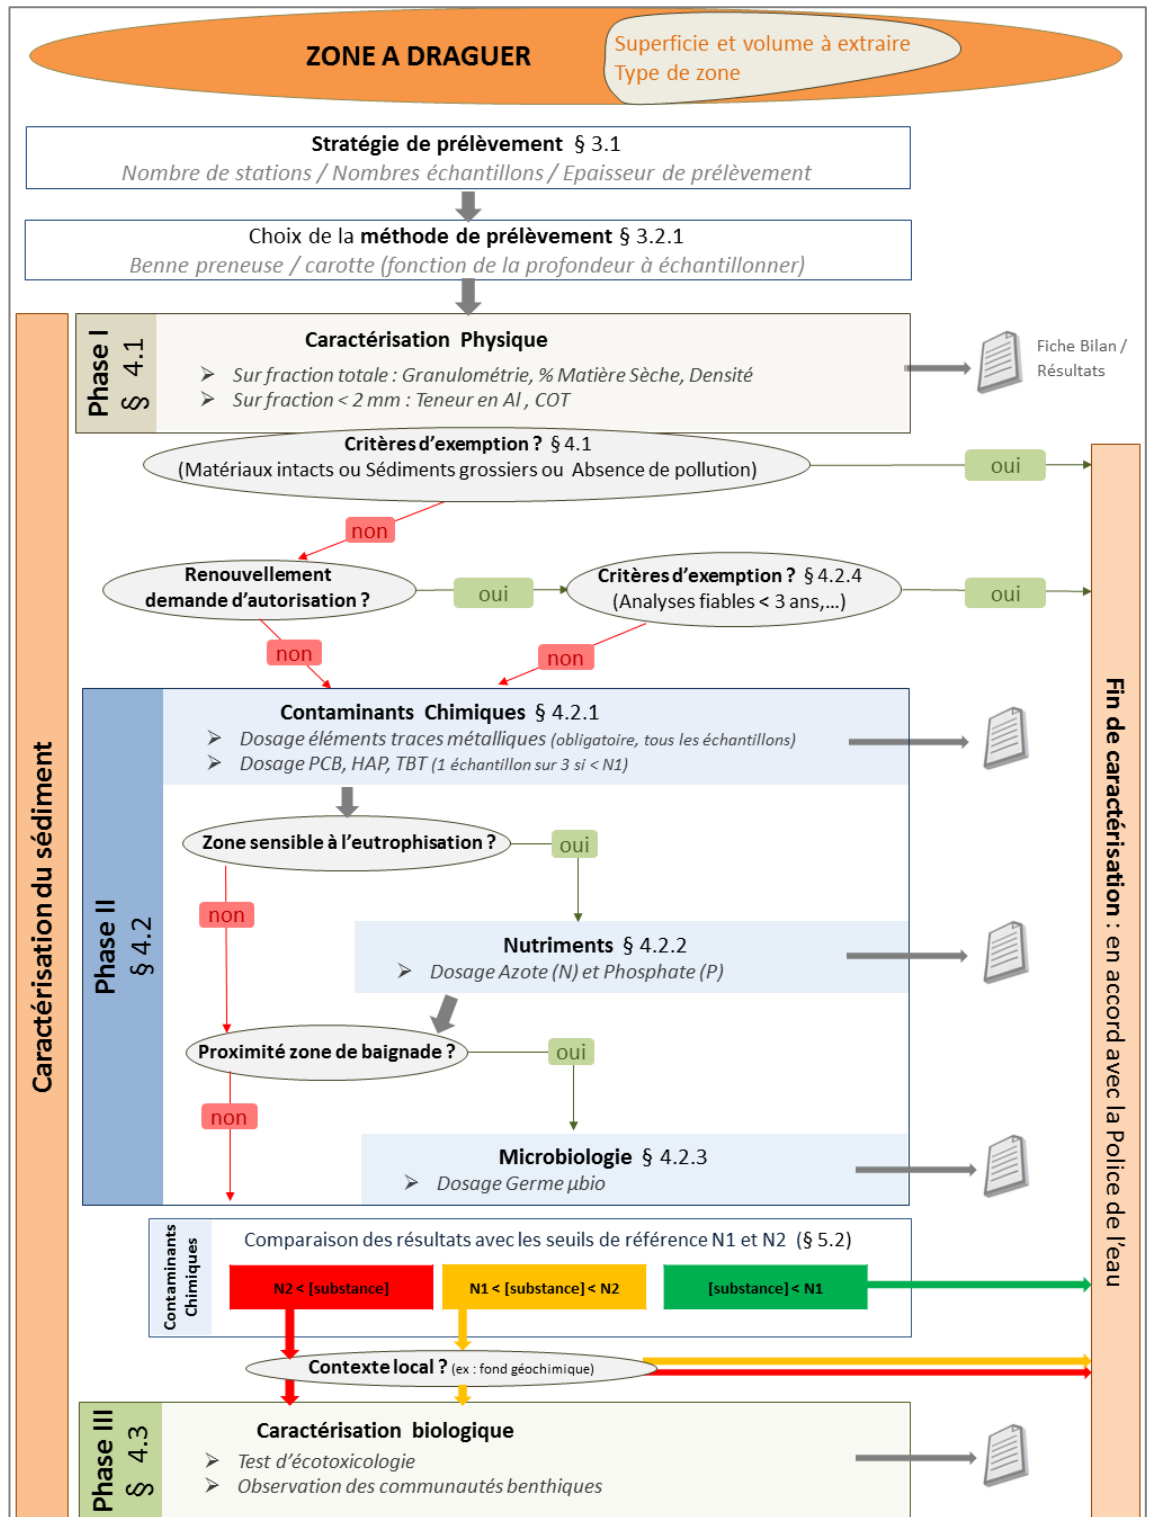 ZONE A DRAGUER
Superficie et volume à extraire
Type de zone
Stratégie de prélèvement § 3.1
Nombre de stations / Nombres échantillons / Epaisseur de prélèvement
Choix de la méthode de prélèvement § 3.2.1
Benne preneuse / carotte (fonction de la profondeur à échantillonner)
Caractérisation du sédiment
Phase I
§ 4.1
Caractérisation Physique
➢ Sur fraction totale : Granulométrie, % Matière Sèche, Densité
➢ Sur fraction < 2 mm : Teneur en Al , COT
Fiche Bilan /
Résultats
Critères d'exemption ? § 4.1
(Matériaux intacts ou Sédiments grossiers ou Absence de pollution)
oui
non
Renouvellement
demande d'autorisation ?
oui
Critères d'exemption ? § 4.2.4
(Analyses fiables < 3 ans,...)
oui
non
non
Fin de caractérisation : en accord avec la Police de l'eau
Phase II
§ 4.2
Contaminants Chimiques § 4.2.1
➢ Dosage éléments traces métalliques (obligatoire, tous les échantillons)
➢ Dosage PCB, HAP, TBT (1 échantillon sur 3 si < N1)
Zone sensible à l'eutrophisation ?
oui
non
Nutriments § 4.2.2
➢ Dosage Azote (N) et Phosphate (P)
Proximité zone de baignade ?
oui
non
Microbiologie § 4.2.3
➢ Dosage Germe μbio
Contaminants
Chimiques
Comparaison des résultats avec les seuils de référence N1 et N2 (§ 5.2)
N2 < [substance]
N1 < [substance] < N2
[substance] < N1
Contexte local ? (ex : fond géochimique)
Phase III
§ 4.3
Caractérisation biologique
➢ Test d'écotoxicologie
➢ Observation des communautés benthiques